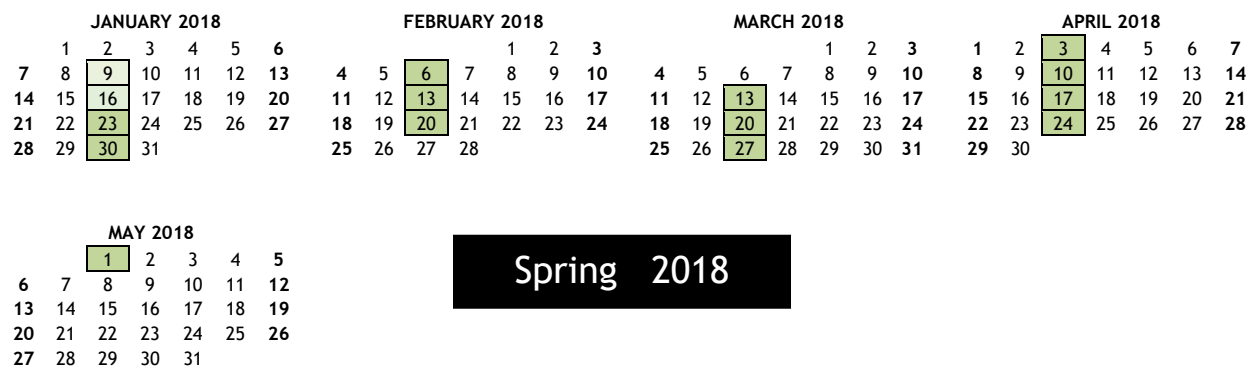 JANUARY 2018
1 2 3 4 5 6
7 8 9 10 11 12 13
14 15 16 17 18 19 20
21 22 23 24 25 26 27
28 29 30 31
FEBRUARY 2018
1 2 3
4 5 6 7 8 9 10
11 12 13 14 15 16 17
18 19 20 21 22 23 24
25 26 27 28
MARCH 2018
1 2 3
4 5 6 7 8 9 10
11 12 13 14 15 16 17
18 19 20 21 22 23 24
25 26 27 28 29 30 31
APRIL 2018
1 2 3 4 5 6 7
8 9 10 11 12 13 14
15 16 17 18 19 20 21
22 23 24 25 26 27 28
29 30
MAY 2018
1 2 3 4 5
6 7 8 9 10 11 12
13 14 15 16 17 18 19
20 21 22 23 24 25 26
27 28 29 30 31
Spring 2018